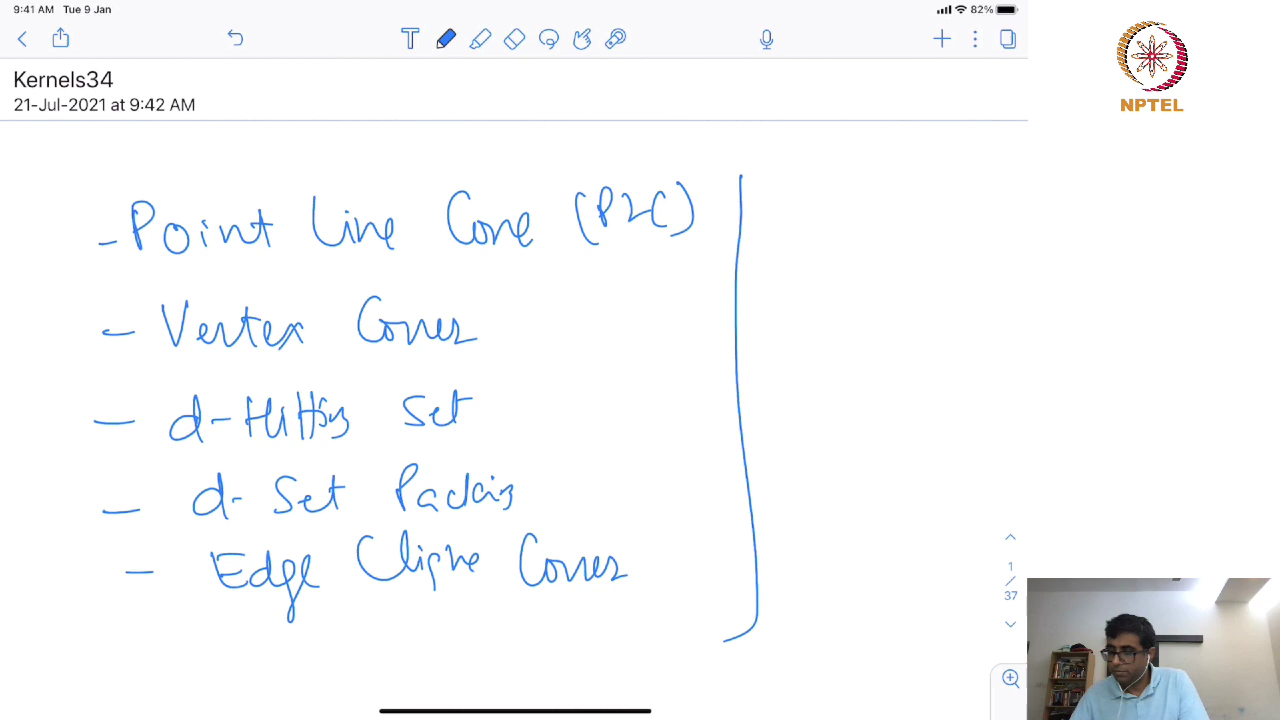 9:41 AM Tue 9 Jan
82%
Kernels34
21-Jul-2021 at 9:42 AM
NPTEL
- Point Line Cover (PLC)
- Vertex Cover
- d-Hitting Set
- d-Set Packing
- Edge Clique Cover
1
/
37